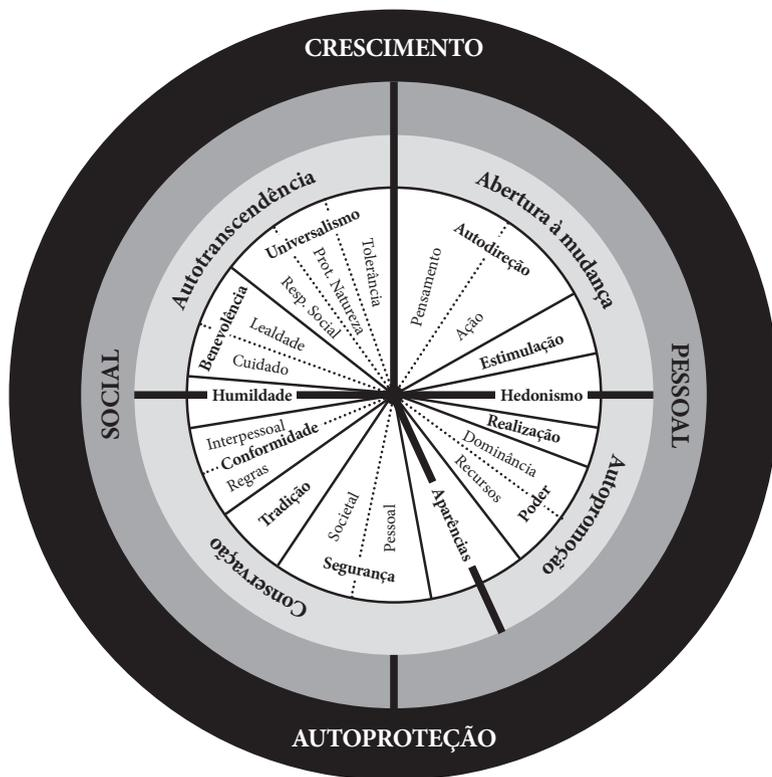 CRESCIMENTO
Autotranscendência
Abertura à mudança
Universalismo
Tolerância
Prot. Natureza
Resp. Social
Autodireção
Pensamento
Ação
Benevolência
Lealdade
Cuidado
Estimulação
SOCIAL
Humildade
Hedonismo
PESSOAL
Interpessoal
Conformidade
Regras
Realização
Dominância
Recursos
Poder
Tradição
Aparências
Societal
Pessoal
Segurança
Conservação
Autopromoção
AUTOPROTEÇÃO